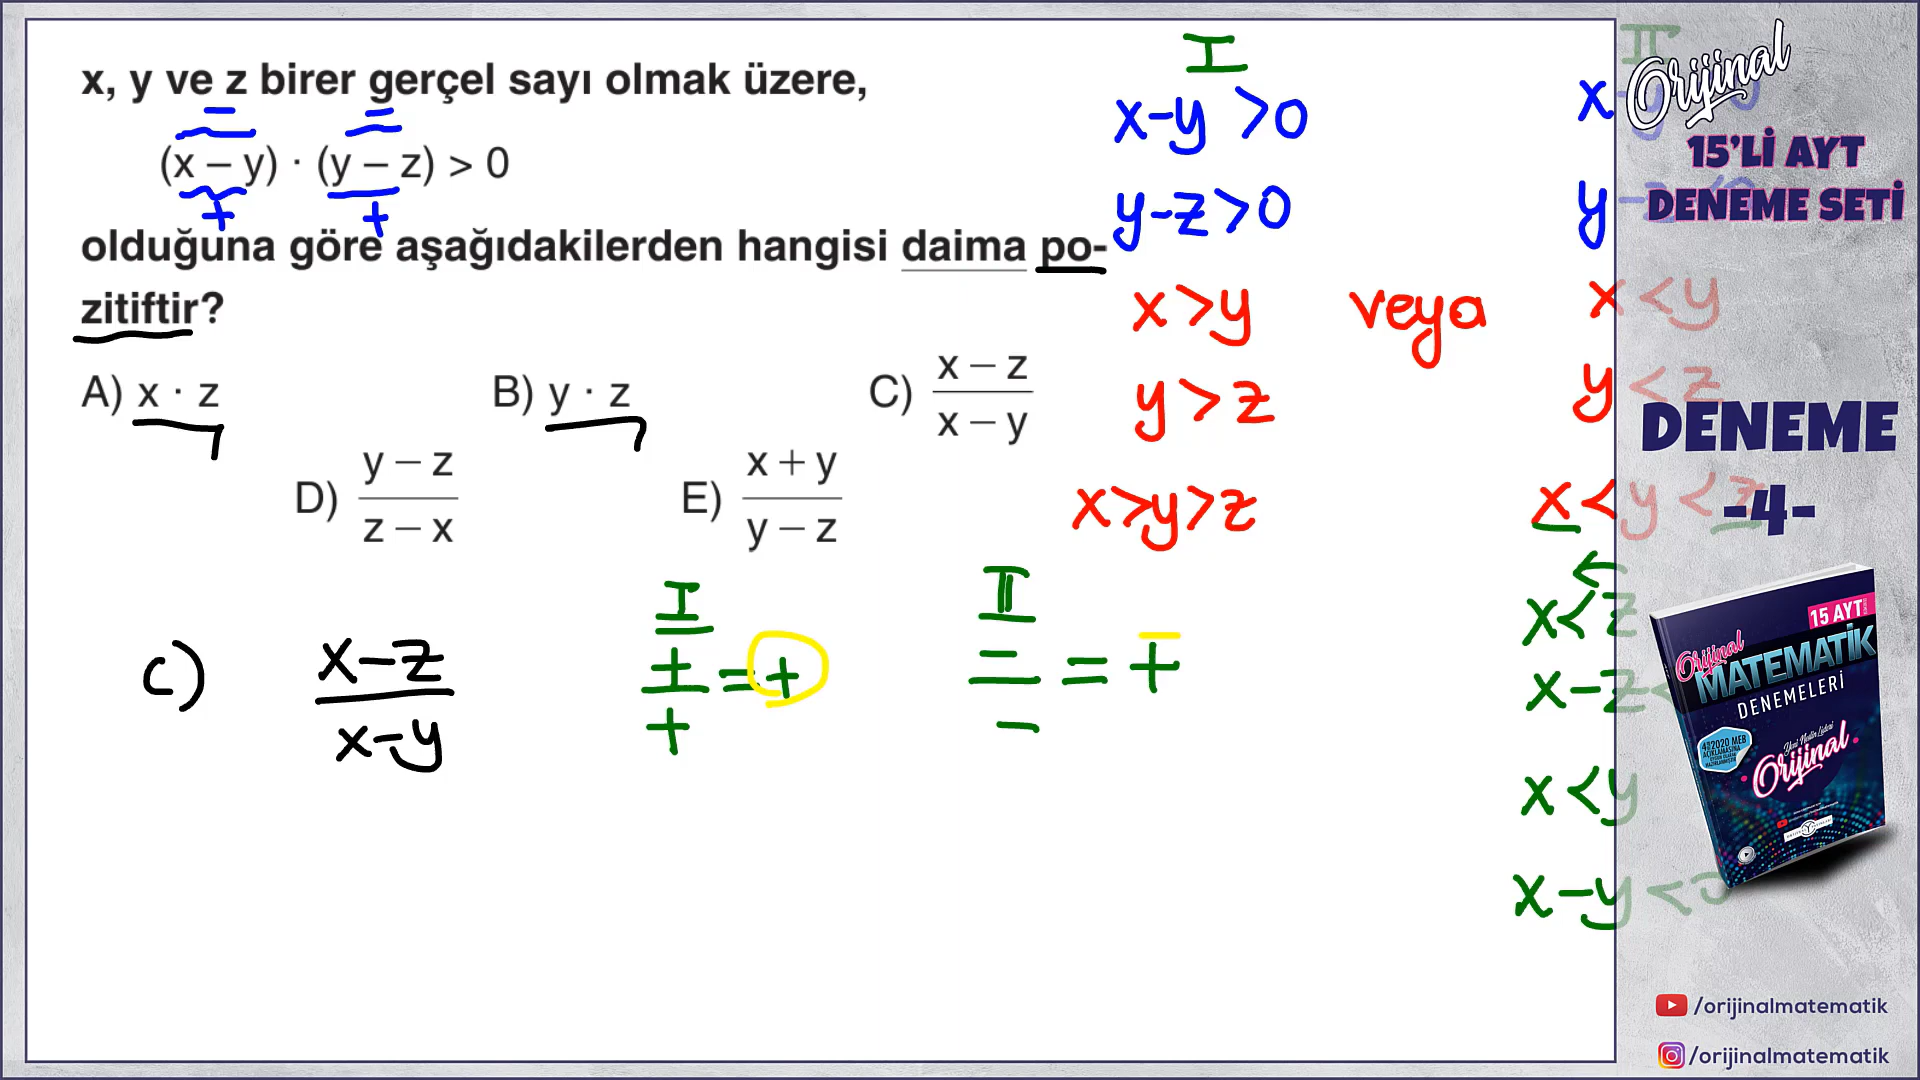 x, y ve z birer gerçel sayı olmak üzere,
(x – y) · (y – z) > 0
olduğuna göre aşağıdakilerden hangisi daima po-
zitiftir?
A) x · z
B) y · z
C) x – z / x – y
D) y – z / z – x
E) x + y / y – z
I
x-y >0
y-z>0
x>y veya
y>z
x>y>z
II
x
y
x<y
y<z
x<y<z
x<z
x-z<
x<y
x-y<
C) x-z / x-y
I
+ / + = +
II
- / - = +
Orijinal
15'Lİ AYT
DENEME SETİ
DENEME
-4-
15 AYT
Orijinal
MATEMATİK
DENEMELERİ
Orijinal
/orijinalmatematik
/orijinalmatematik